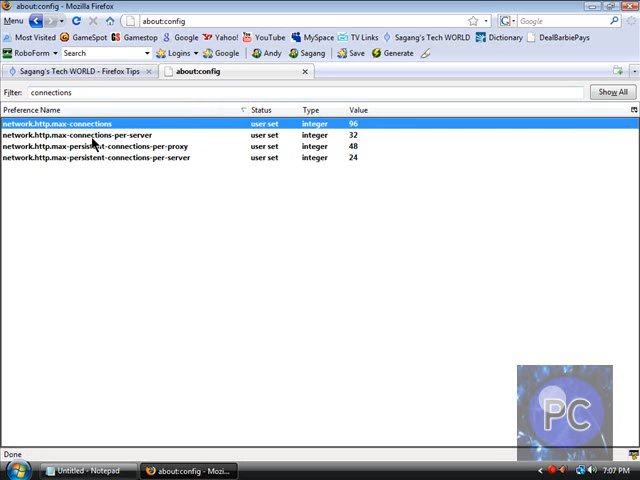 about:config - Mozilla Firefox
Menu about:config Google
Most Visited GameSpot Gamestop Google Yahoo! YouTube MySpace TV Links Sagang's Tech WORLD Dictionary DealBarbiePays
RoboForm Search Logins Google Andy Sagang Save Generate
Sagang's Tech WORLD - Firefox Tips about:config
Filter: connections Show All
Preference Name Status Type Value
network.http.max-connections user set integer 96
network.http.max-connections-per-server user set integer 32
network.http.max-persistent-connections-per-proxy user set integer 48
network.http.max-persistent-connections-per-server user set integer 24
PC
Done
Untitled - Notepad about:config - Mozi... 7:07 PM